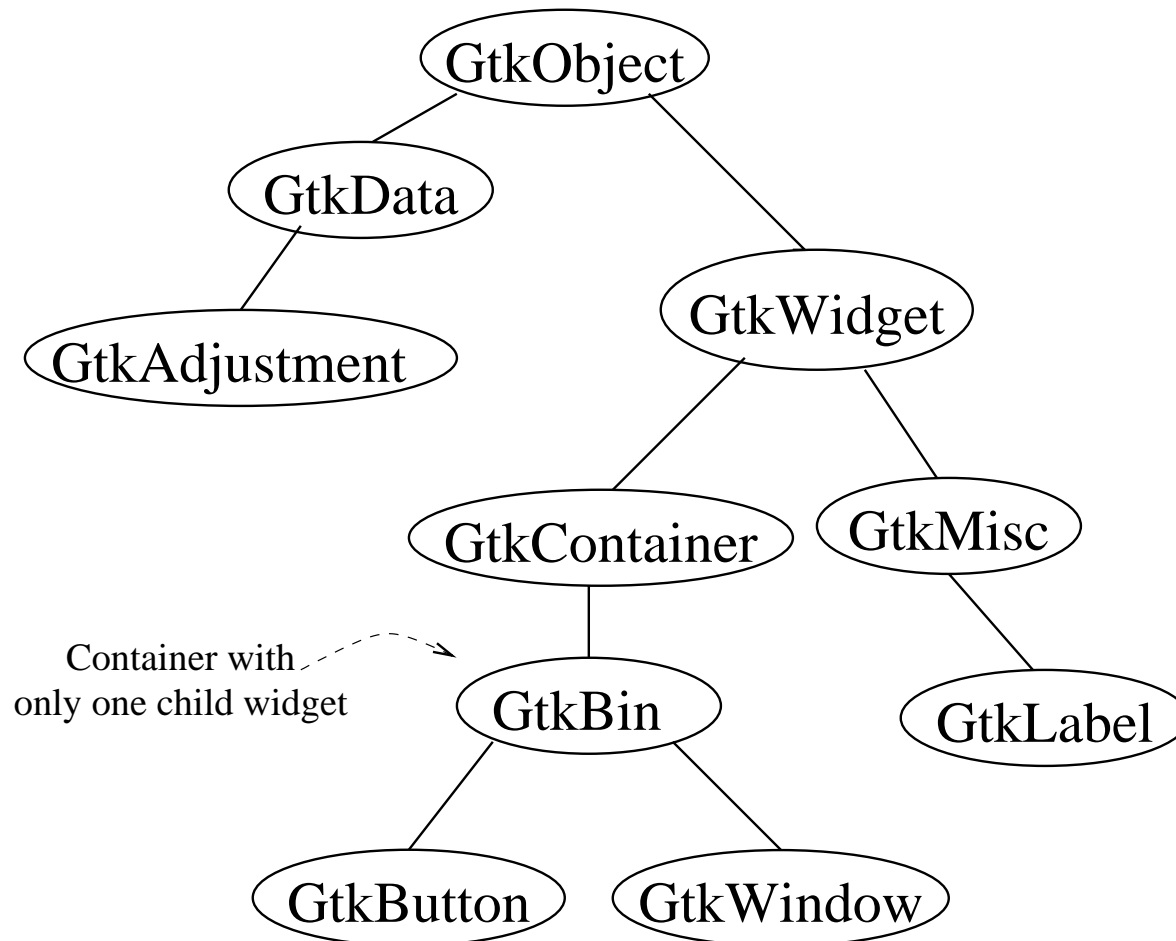 GtkObject
GtkData
GtkWidget
GtkAdjustment
GtkContainer
GtkMisc
Container with
only one child widget
GtkBin
GtkLabel
GtkButton
GtkWindow